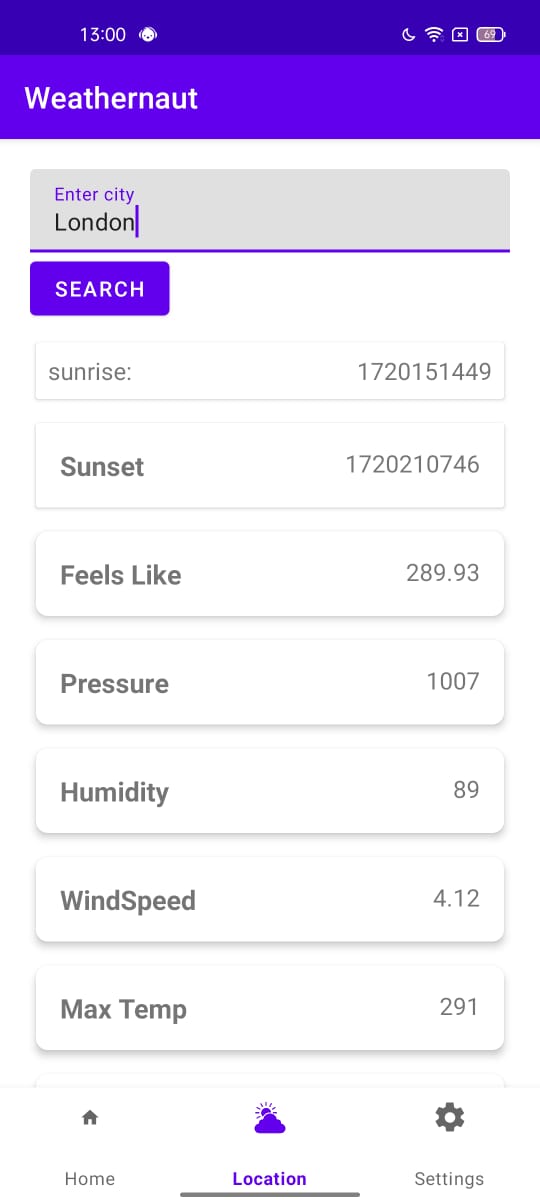 13:00
69
Weathernaut
Enter city
London
SEARCH
sunrise: 1720151449
Sunset 1720210746
Feels Like 289.93
Pressure 1007
Humidity 89
WindSpeed 4.12
Max Temp 291
Home Location Settings